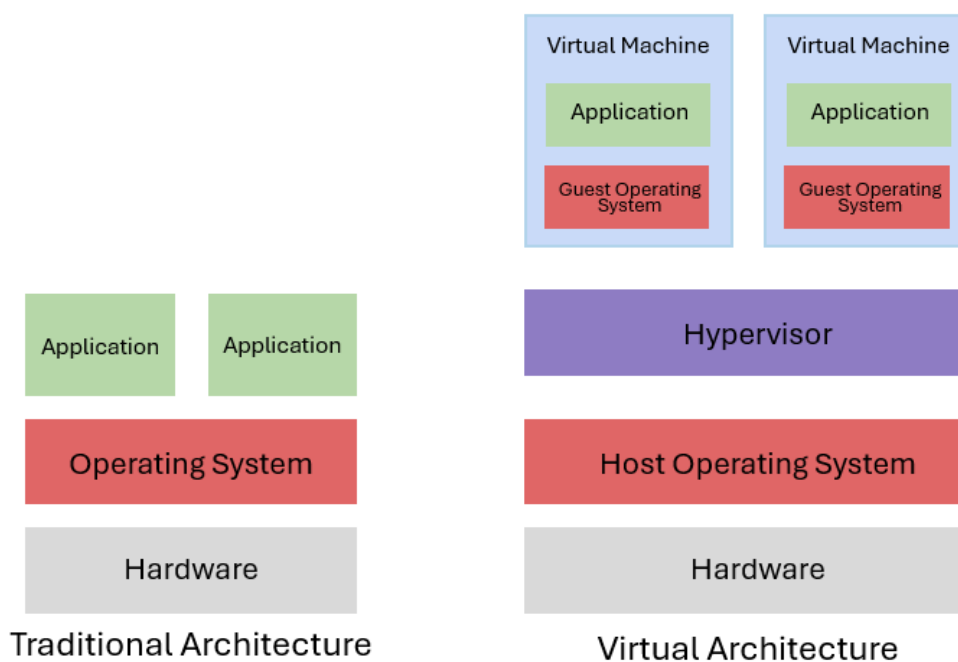 Virtual Machine
Application
Guest Operating
System
Virtual Machine
Application
Guest Operating
System
Application
Application
Operating System
Hardware
Traditional Architecture
Hypervisor
Host Operating System
Hardware
Virtual Architecture